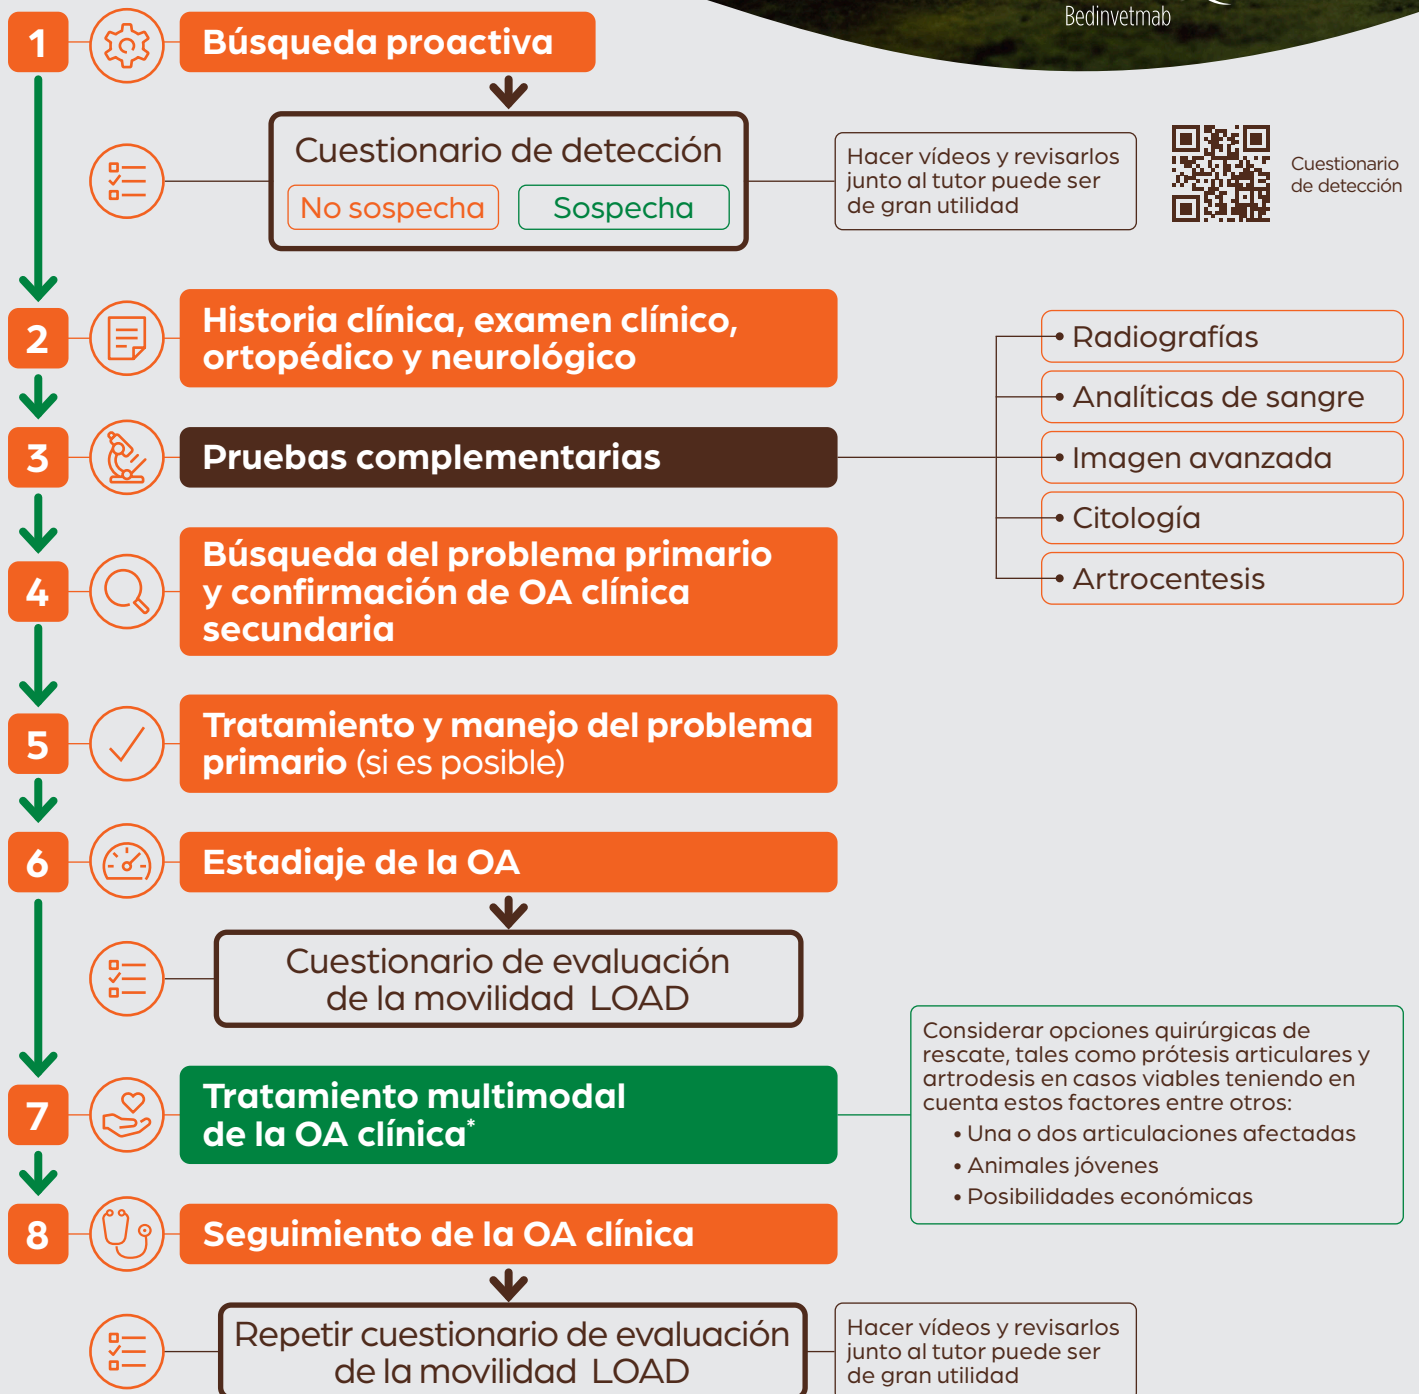 Bedinvetmab
1
Búsqueda proactiva
Cuestionario de detección
No sospecha
Sospecha
Hacer vídeos y revisarlos
junto al tutor puede ser
de gran utilidad
Cuestionario
de detección
2
Historia clínica, examen clínico,
ortopédico y neurológico
3
Pruebas complementarias
• Radiografías
• Analíticas de sangre
• Imagen avanzada
• Citología
• Artrocentesis
4
Búsqueda del problema primario
y confirmación de OA clínica
secundaria
5
Tratamiento y manejo del problema
primario (si es posible)
6
Estadiaje de la OA
Cuestionario de evaluación
de la movilidad LOAD
7
Tratamiento multimodal
de la OA clínica*
Considerar opciones quirúrgicas de
rescate, tales como prótesis articulares y
artrodesis en casos viables teniendo en
cuenta estos factores entre otros:
• Una o dos articulaciones afectadas
• Animales jóvenes
• Posibilidades económicas
8
Seguimiento de la OA clínica
Repetir cuestionario de evaluación
de la movilidad LOAD
Hacer vídeos y revisarlos
junto al tutor puede ser
de gran utilidad